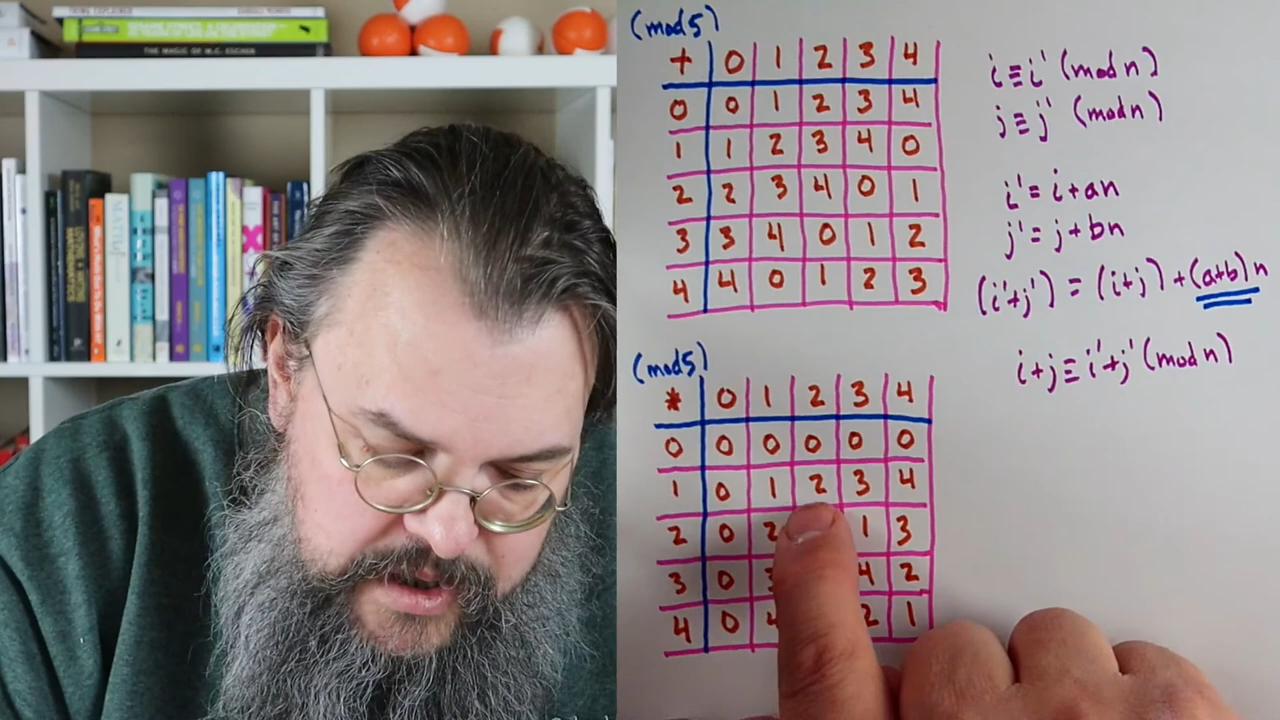 THE MAGIC OF M.C. ESCHER
MATH
(mod 5)
+ 0 1 2 3 4
0 0 1 2 3 4
1 1 2 3 4 0
2 2 3 4 0 1
3 3 4 0 1 2
4 4 0 1 2 3
(mod 5)
* 0 1 2 3 4
0 0 0 0 0 0
1 0 1 2 3 4
2 0 2 1 3
3 0 3 4 2
4 0 4 2 1
i ≡ i' (mod n)
j ≡ j' (mod n)
i' = i + an
j' = j + bn
(i'+j') = (i+j) + (a+b)n
i+j ≡ i'+j' (mod n)